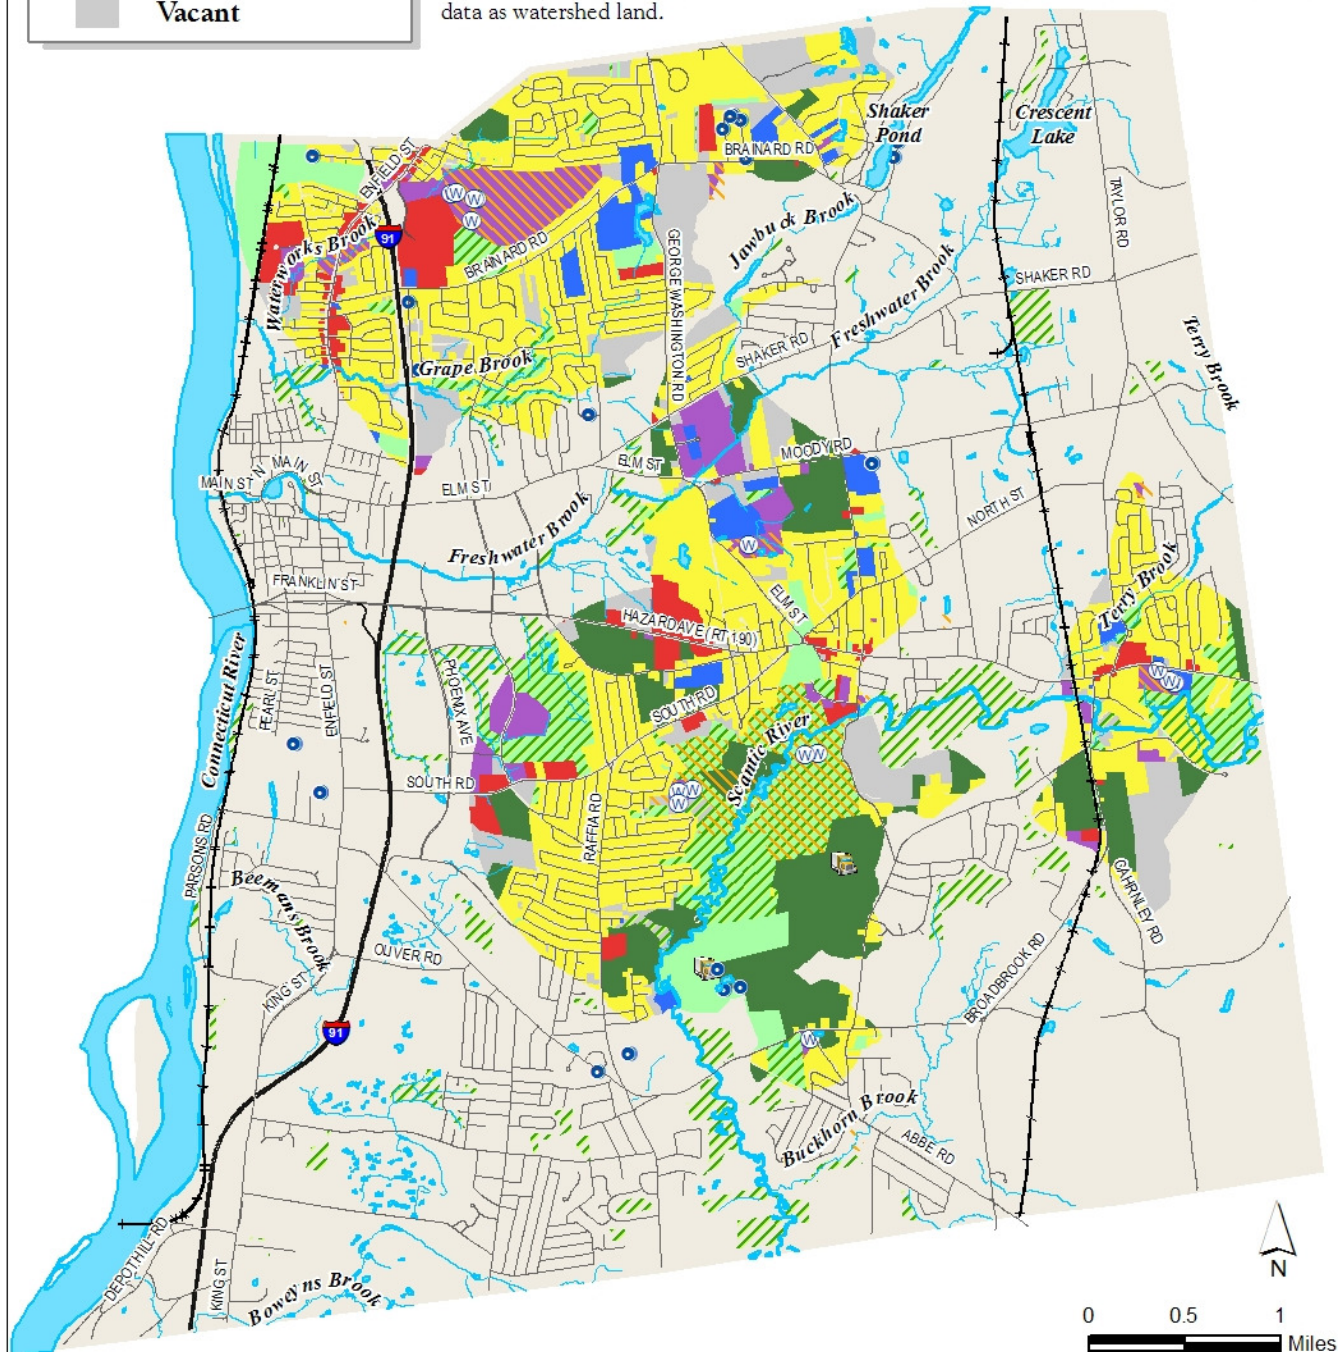 Vacant
data as watershed land.
Shaker
Pond
Crescent
Lake
ENFIELD ST
BRAINARD RD
TAYLOR RD
Waterworks Brook
91
W
W
W
BRAINARD RD
GEORGE WASHINGTON RD
Jawbuck Brook
Freshwater Brook
SHAKER RD
Terry Brook
Grape Brook
SHAKER RD
MAIN ST
N MAIN ST
ELM ST
ELM ST
MOODY RD
NORTH ST
Freshwater Brook
W
FRANKLIN ST
HAZARD AVE (RT 190)
ELM ST
Terry Brook
W
W
Connecticut River
PEARL ST
ENFIELD ST
PHOENIX AVE
SOUTH RD
Scantic River
W
W
SOUTH RD
W
W
W
RAFFIA RD
PARSONS RD
Beemans Brook
OLIVER RD
KING ST
CAHRNLEY RD
BROADBROOK RD
91
W
Buckhorn Brook
ABBE RD
DEPOT HILL RD
KING ST
Boweyns Brook
N
0 0.5 1
Miles